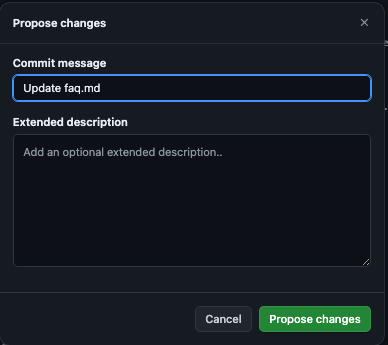 Propose changes
Commit message
Update faq.md
Extended description
Add an optional extended description..
Cancel
Propose changes